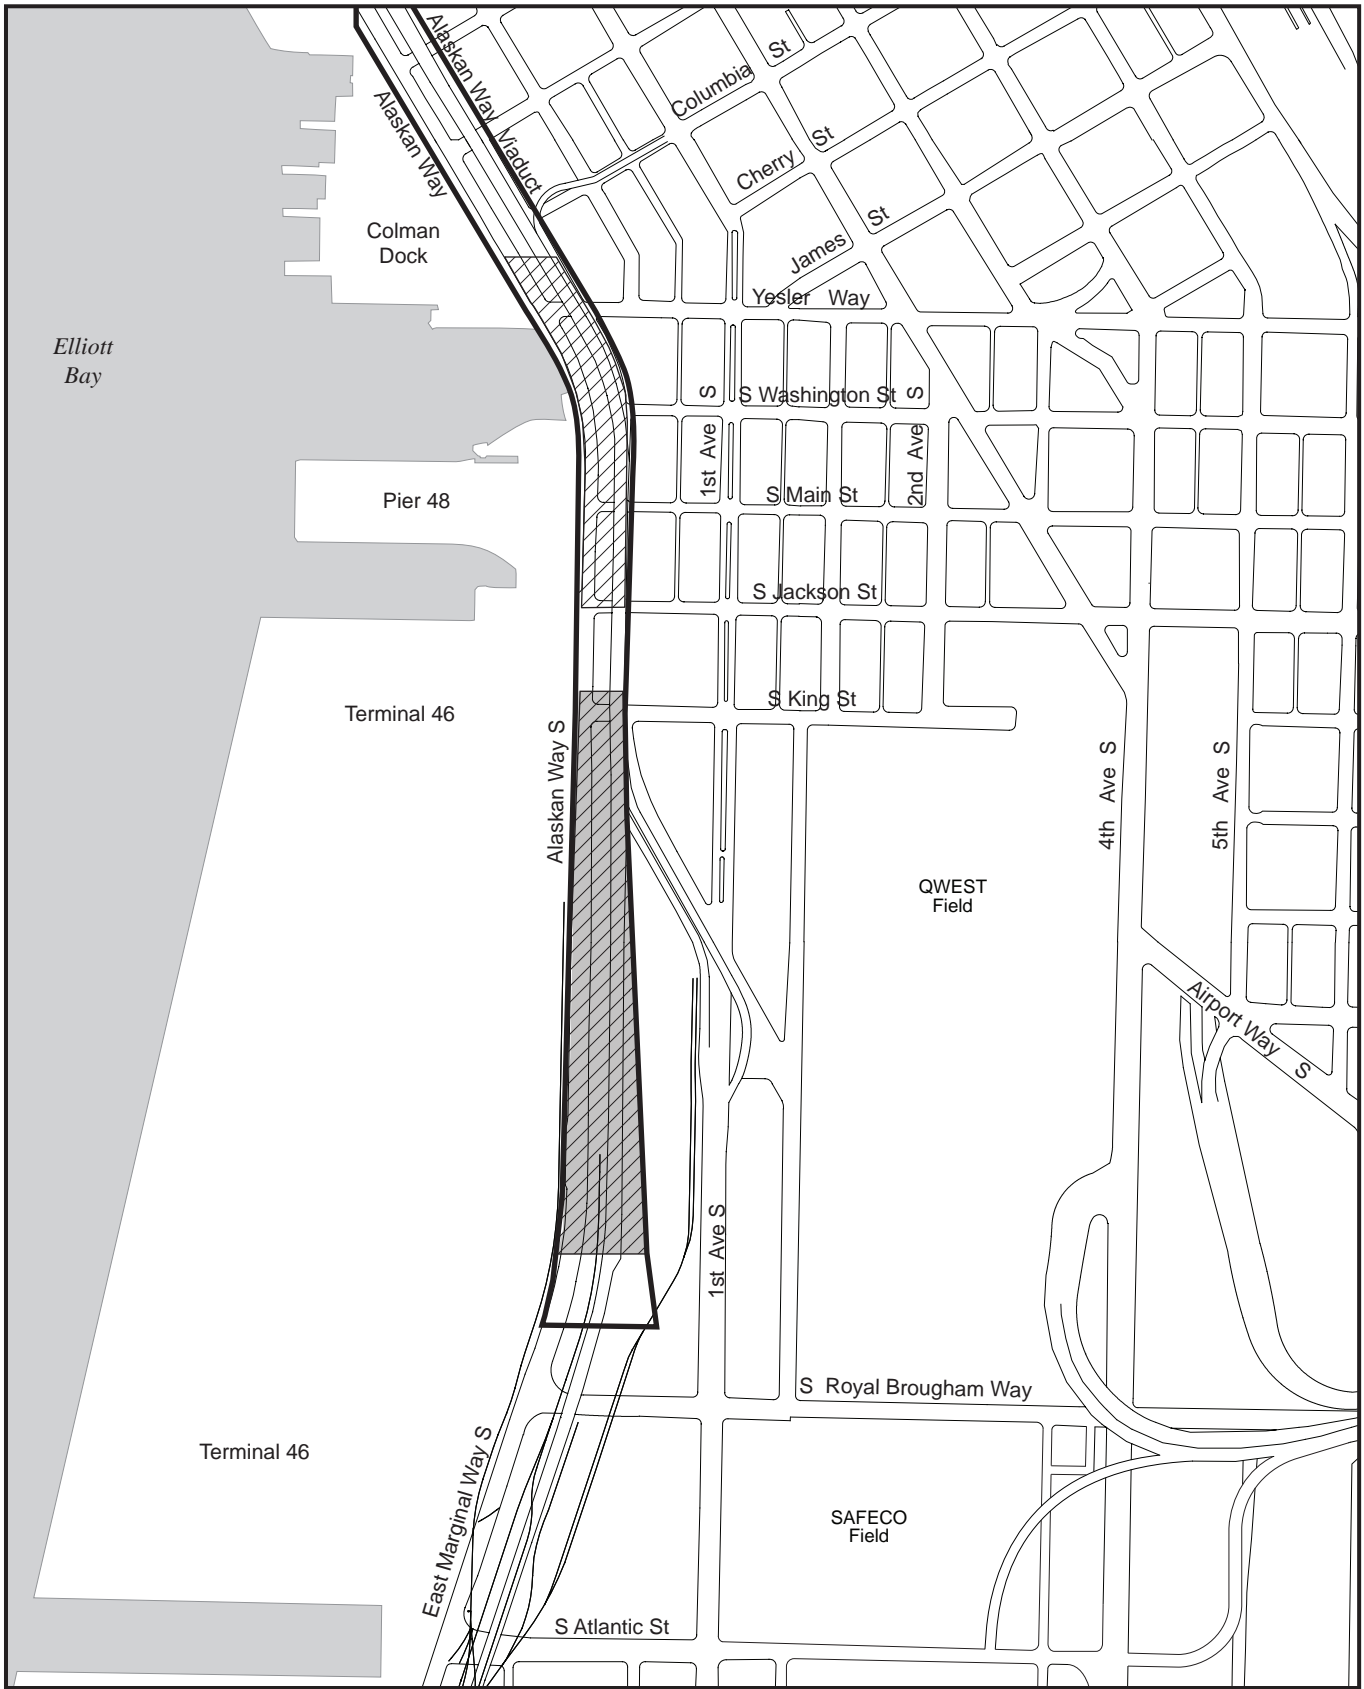 Alaskan Way Viaduct
Alaskan Way
Columbia St
Cherry St
James St
Colman
Dock
Yesler Way
Elliott
Bay
S Washington St
1st Ave S
2nd Ave S
S Main St
Pier 48
S Jackson St
S King St
Terminal 46
Alaskan Way S
4th Ave S
5th Ave S
QWEST
Field
Airport Way S
1st Ave S
S Royal Brougham Way
Terminal 46
East Marginal Way S
SAFECO
Field
S Atlantic St